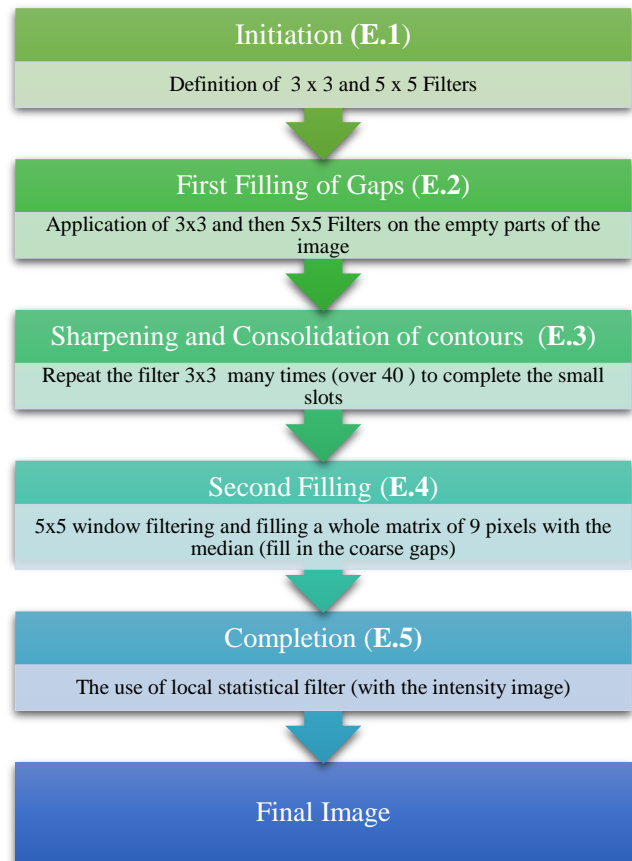 Initiation (E.1)
Definition of 3 x 3 and 5 x 5 Filters
First Filling of Gaps (E.2)
Application of 3x3 and then 5x5 Filters on the empty parts of the
image
Sharpening and Consolidation of contours (E.3)
Repeat the filter 3x3 many times (over 40 ) to complete the small
slots
Second Filling (E.4)
5x5 window filtering and filling a whole matrix of 9 pixels with the
median (fill in the coarse gaps)
Completion (E.5)
The use of local statistical filter (with the intensity image)
Final Image